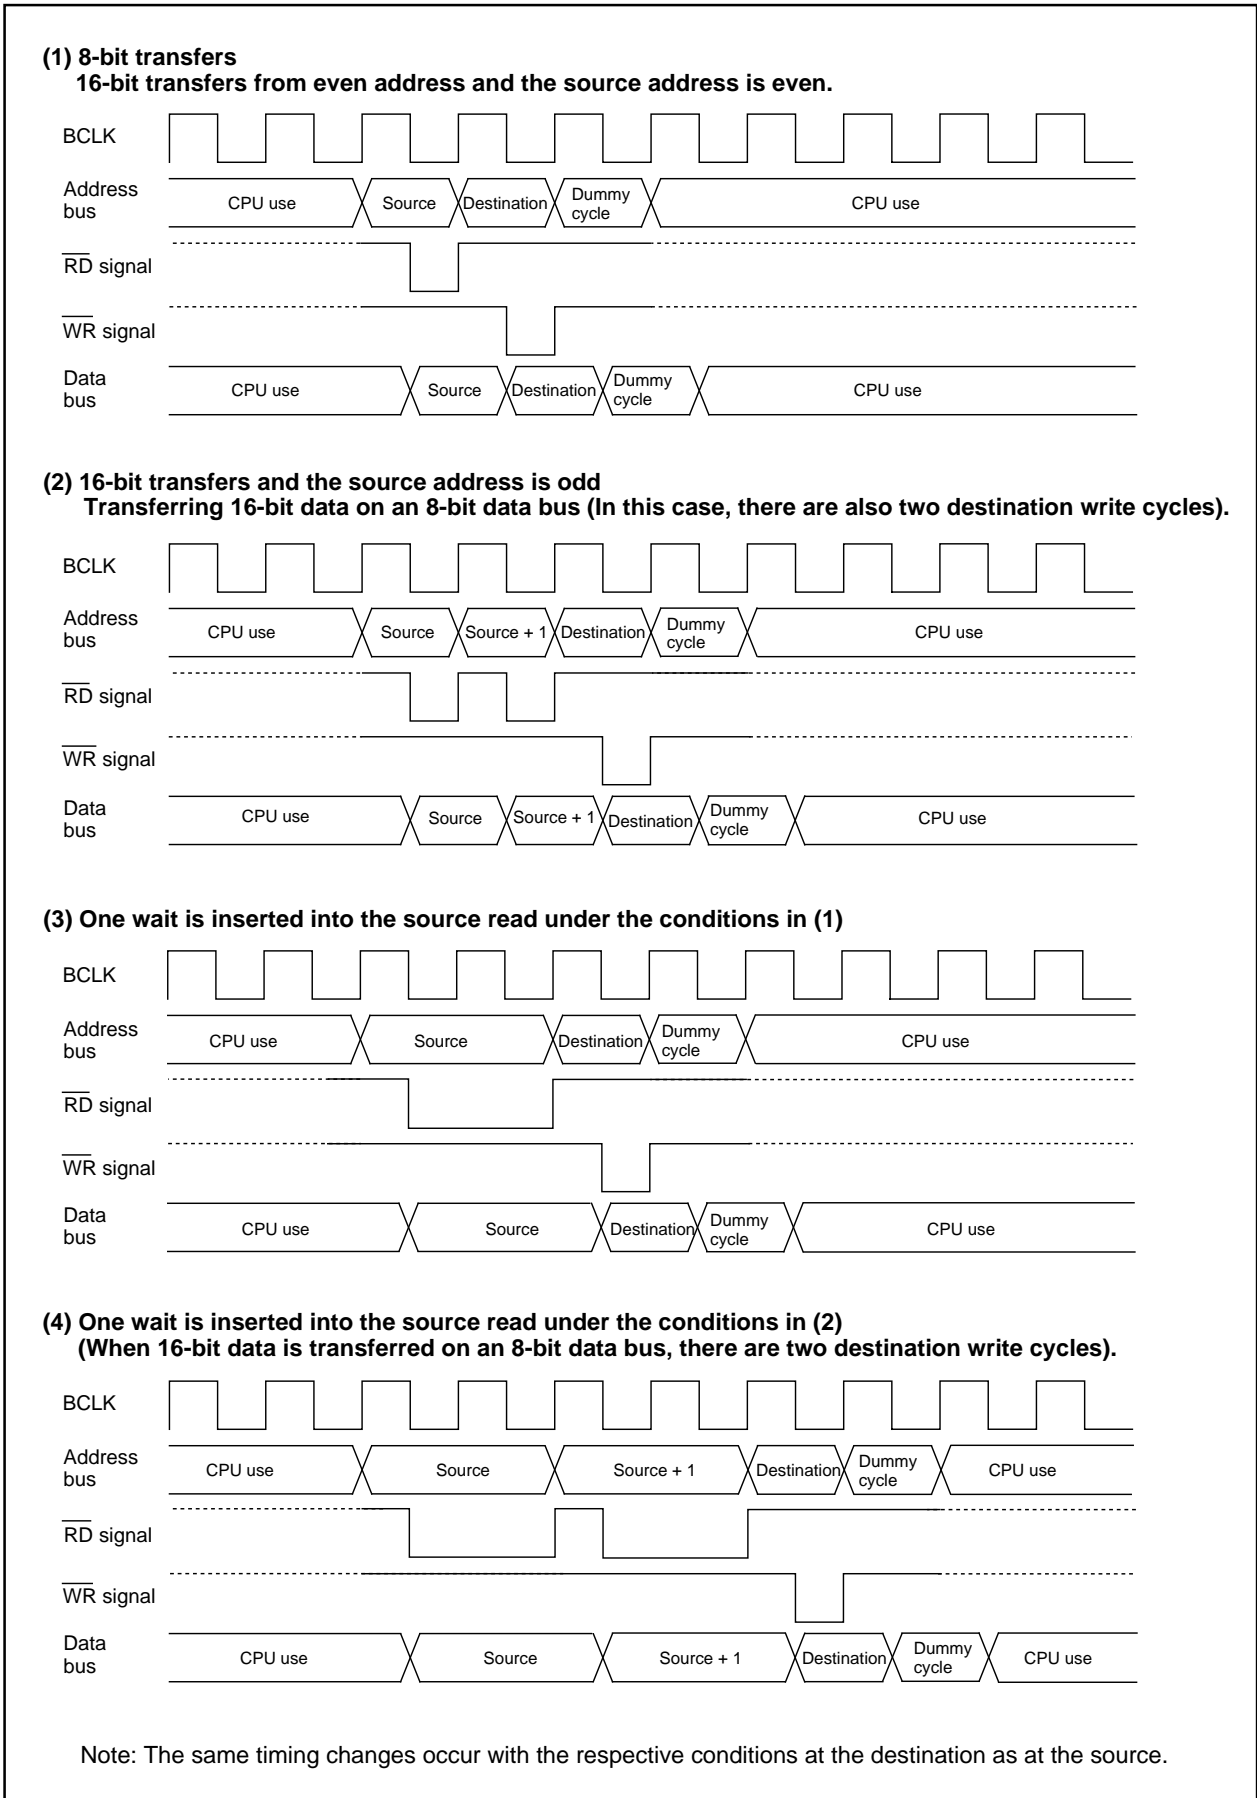 (1) 8-bit transfers
16-bit transfers from even address and the source address is even.
BCLK
Address
bus
CPU use
Source
Destination
Dummy
cycle
CPU use
RD signal
WR signal
Data
bus
CPU use
Source
Destination
Dummy
cycle
CPU use
(2) 16-bit transfers and the source address is odd
Transferring 16-bit data on an 8-bit data bus (In this case, there are also two destination write cycles).
BCLK
Address
bus
CPU use
Source
Source + 1
Destination
Dummy
cycle
CPU use
RD signal
WR signal
Data
bus
CPU use
Source
Source + 1
Destination
Dummy
cycle
CPU use
(3) One wait is inserted into the source read under the conditions in (1)
BCLK
Address
bus
CPU use
Source
Destination
Dummy
cycle
CPU use
RD signal
WR signal
Data
bus
CPU use
Source
Destination
Dummy
cycle
CPU use
(4) One wait is inserted into the source read under the conditions in (2)
(When 16-bit data is transferred on an 8-bit data bus, there are two destination write cycles).
BCLK
Address
bus
CPU use
Source
Source + 1
Destination
Dummy
cycle
CPU use
RD signal
WR signal
Data
bus
CPU use
Source
Source + 1
Destination
Dummy
cycle
CPU use
Note: The same timing changes occur with the respective conditions at the destination as at the source.